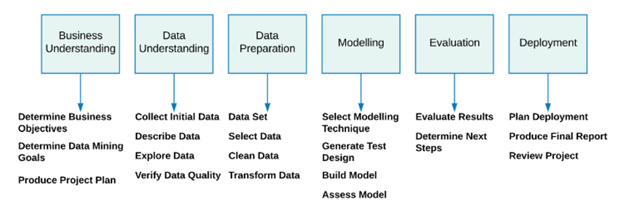 Business
Understanding
Data
Understanding
Data
Preparation
Modelling
Evaluation
Deployment
Determine Business
Objectives
Determine Data Mining
Goals
Produce Project Plan
Collect Initial Data
Describe Data
Explore Data
Verify Data Quality
Data Set
Select Data
Clean Data
Transform Data
Select Modelling
Technique
Generate Test
Design
Build Model
Assess Model
Evaluate Results
Determine Next
Steps
Plan Deployment
Produce Final Report
Review Project